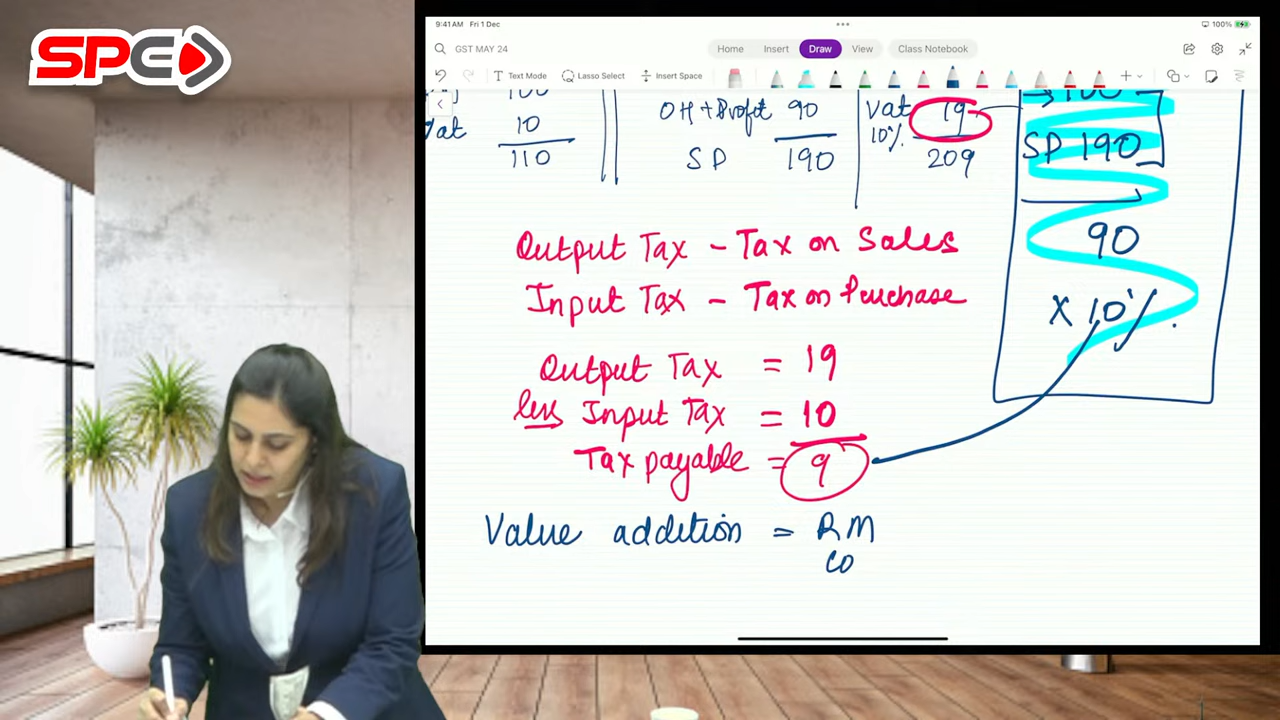 SPED
9:41 AM Fri 1 Dec
100%
GST MAY 24
Home Insert Draw View Class Notebook
Text Mode Lasso Select Insert Space
100
10
110
OH + Profit 90
SP 190
Vat 19
10%
209
→ 100
SP 190
90
X 10%
Output Tax - Tax on Sales
Input Tax - Tax on Purchase
Output Tax = 19
less Input Tax = 10
Tax payable = 9
Value addition = RM
CO